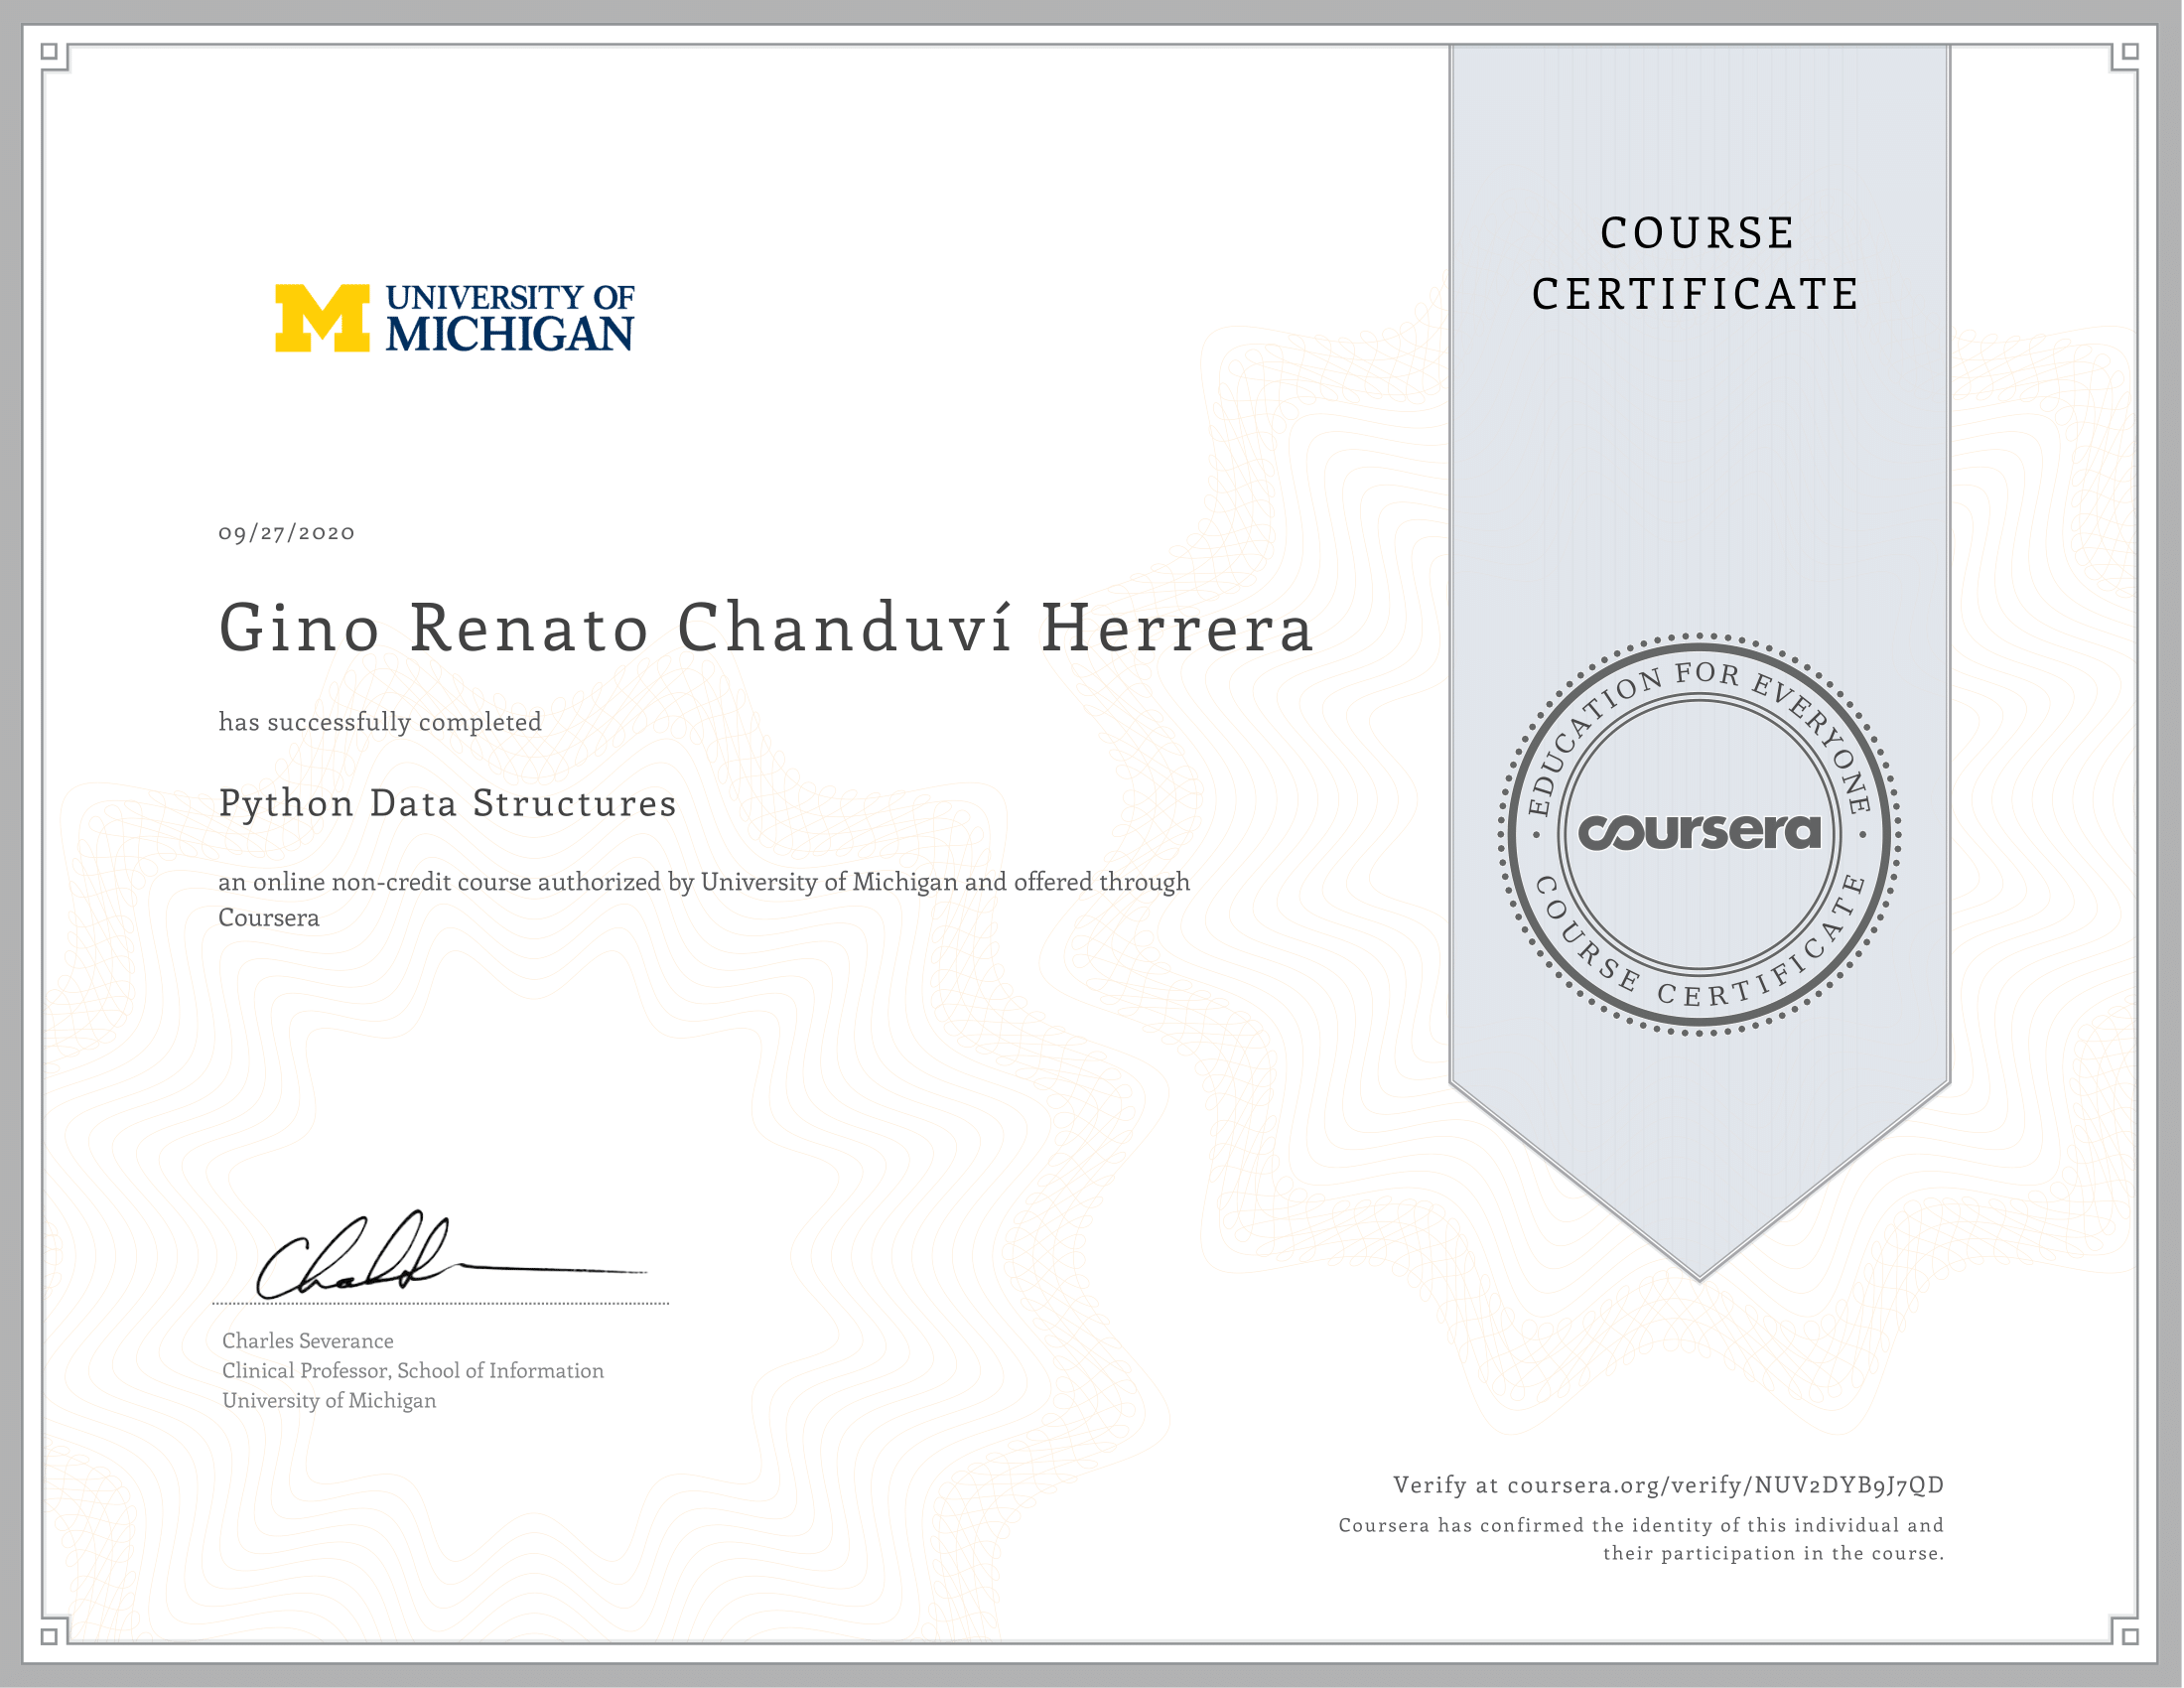 COURSE
CERTIFICATE
M UNIVERSITY OF
MICHIGAN
09/27/2020
Gino Renato Chanduví Herrera
has successfully completed
Python Data Structures
an online non-credit course authorized by University of Michigan and offered through
Coursera
EDUCATION FOR EVERYONE
coursera
COURSE CERTIFICATE
Charles Severance
Clinical Professor, School of Information
University of Michigan
Verify at coursera.org/verify/NUV2DYB9J7QD
Coursera has confirmed the identity of this individual and
their participation in the course.